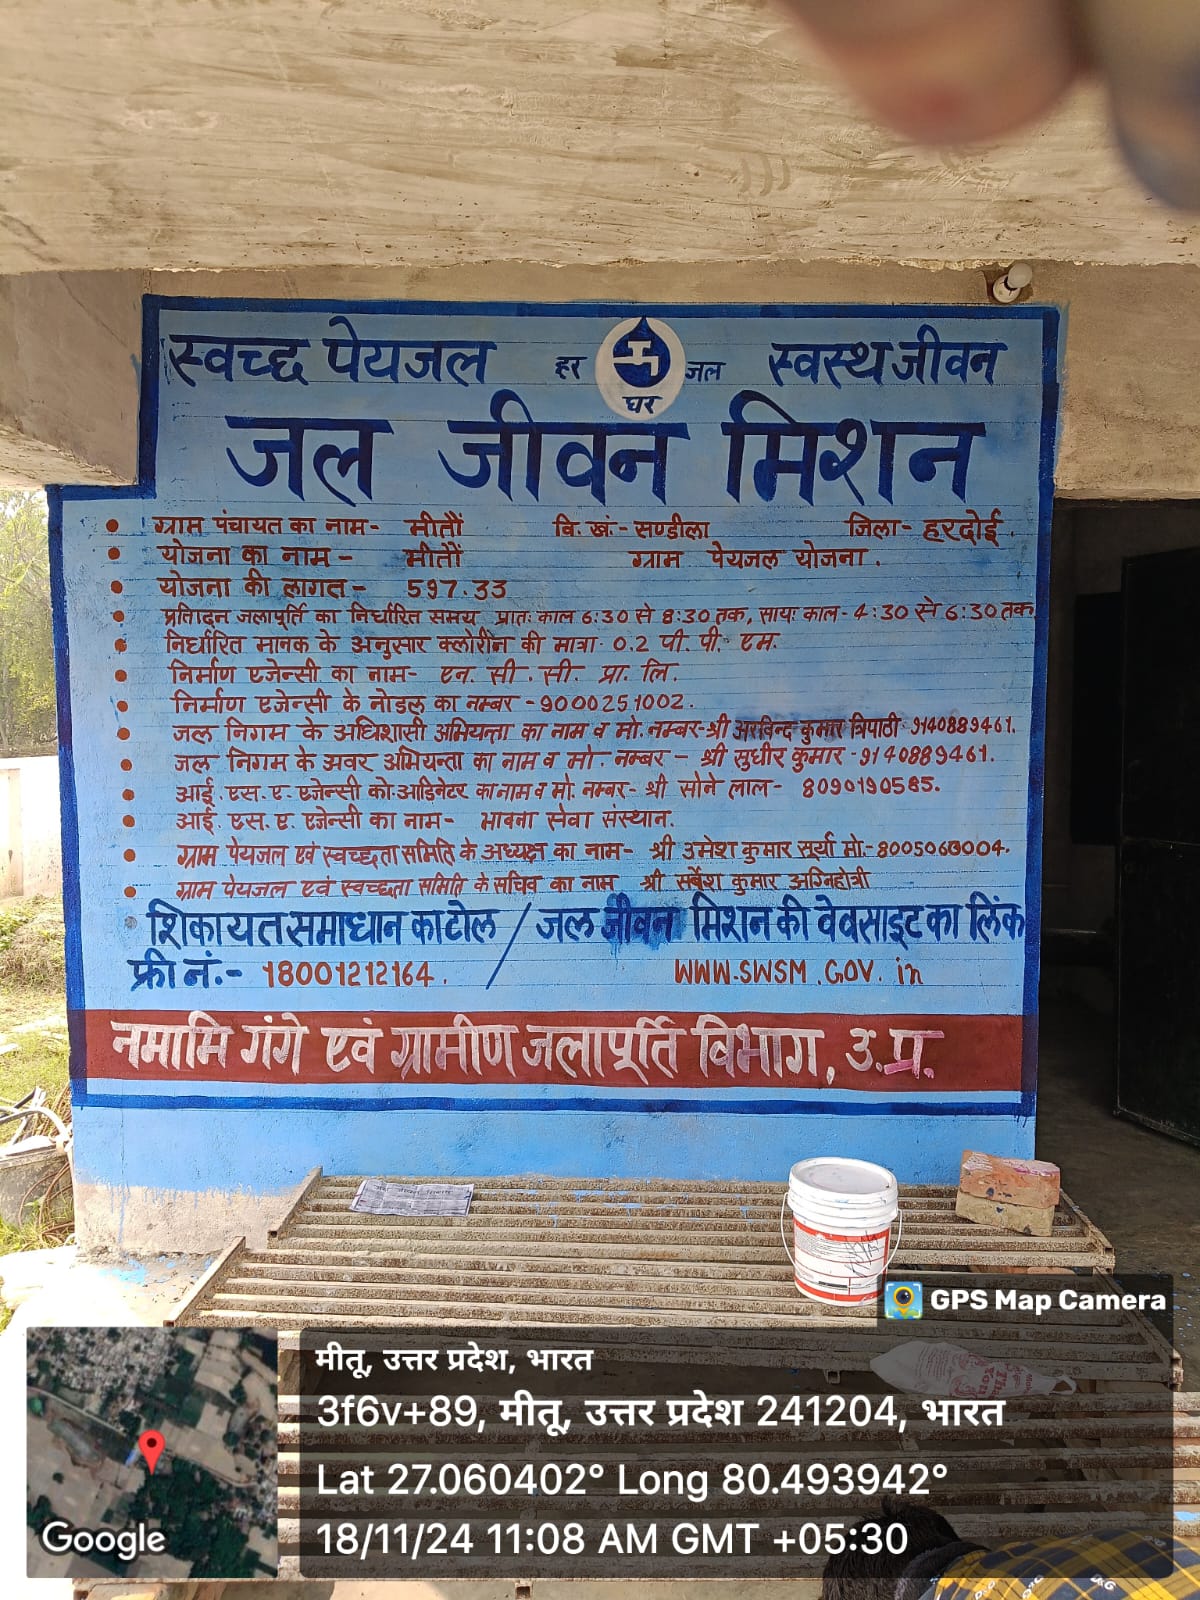 स्वच्छ पेयजल हर घर जल स्वस्थ जीवन
जल जीवन मिशन
• ग्राम पंचायत का नाम- मीतौं वि. खं.- सण्डीला जिला- हरदोई.
• योजना का नाम- मीतौं ग्राम पेयजल योजना.
• योजना की लागत- 597.33
• प्रतिदिन जलापूर्ति का निर्धारित समय प्रातः काल 6:30 से 8:30 तक, सायः काल- 4:30 से 6:30 तक
• निर्धारित मानक के अनुसार क्लोरीन की मात्रा- 0.2 पी. पी. एम.
• निर्माण एजेन्सी का नाम- एन. सी. सी. प्रा. लि.
• निर्माण एजेन्सी के नोडल का नम्बर -9000251002.
• जल निगम के अधिशासी अभियन्ता का नाम व मो. नम्बर-श्री अरविन्द कुमार त्रिपाठी- 9140889461.
• जल निगम के अवर अभियन्ता का नाम व मो. नम्बर - श्री सुधीर कुमार -9140889461.
• आई. एस. ए. एजेन्सी को-आर्डिनेटर का नाम व मो. नम्बर- श्री सोने लाल- 8090190585.
• आई. एस. ए. एजेन्सी का नाम- भावना सेवा संस्थान.
• ग्राम पेयजल एवं स्वच्छता समिति के अध्यक्ष का नाम- श्री उमेश कुमार सूर्या मो.-8005060004.
• ग्राम पेयजल एवं स्वच्छता समिति के सचिव का नाम श्री सर्वेश कुमार अग्निहोत्री
शिकायत समाधान का टोल / जल जीवन मिशन की वेबसाइट का लिंक
फ्री नं.- 18001212164. / WWW.SWSM.GOV.in
नमामि गंगे एवं ग्रामीण जलापूर्ति विभाग, उ.प्र.
GPS Map Camera
मीतू, उत्तर प्रदेश, भारत
3f6v+89, मीतू, उत्तर प्रदेश 241204, भारत
Lat 27.060402° Long 80.493942°
18/11/24 11:08 AM GMT +05:30
Google